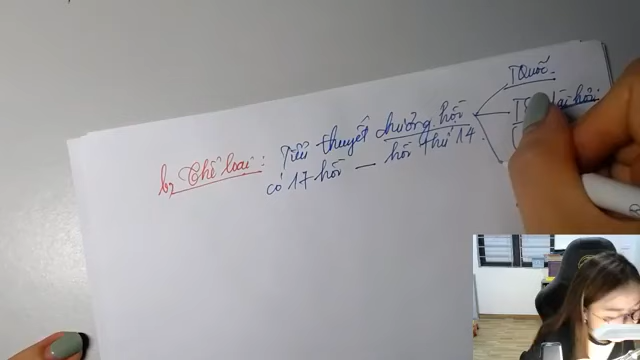 b, Thể loại : Tiểu thuyết chương hồi
có 17 hồi — hồi thứ 14.
TQuốc